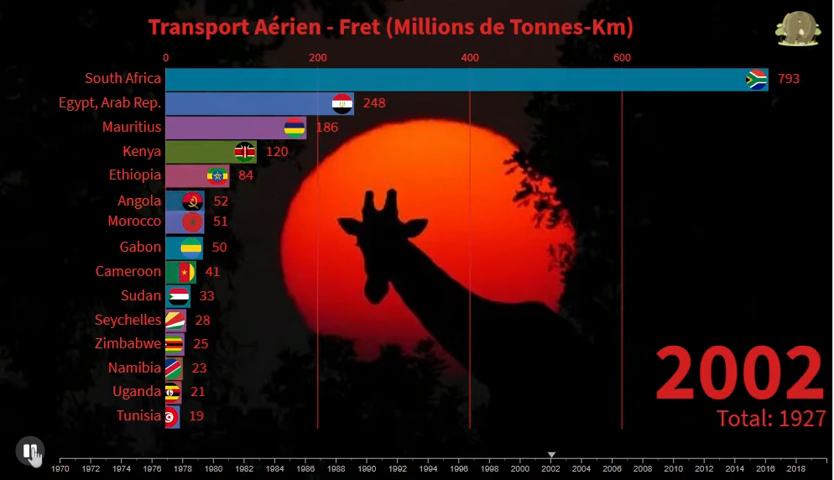 Transport Aérien - Fret (Millions de Tonnes-Km)
0 200 400 600
South Africa 793
Egypt, Arab Rep. 248
Mauritius 186
Kenya 120
Ethiopia 84
Angola 52
Morocco 51
Gabon 50
Cameroon 41
Sudan 33
Seychelles 28
Zimbabwe 25
Namibia 23
Uganda 21
Tunisia 19
2002
Total: 1927
1970 1972 1974 1976 1978 1980 1982 1984 1986 1988 1990 1992 1994 1996 1998 2000 2002 2004 2006 2008 2010 2012 2014 2016 2018